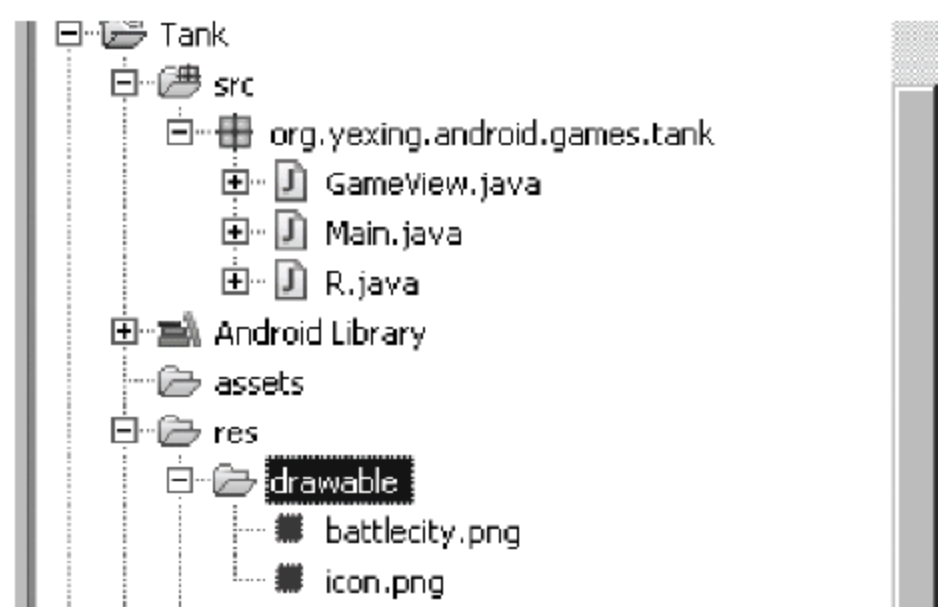 Tank
src
org.yexing.android.games.tank
GameView.java
Main.java
R.java
Android Library
assets
res
drawable
battlecity.png
icon.png